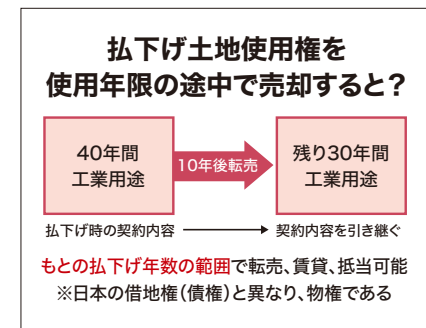 払下げ土地使用権を
使用年限の途中で売却すると?
40年間
工業用途
10年後転売
残り30年間
工業用途
払下げ時の契約内容
契約内容を引き継ぐ
もとの払下げ年数の範囲で転売、賃貸、抵当可能
※日本の借地権(債権)と異なり、物権である